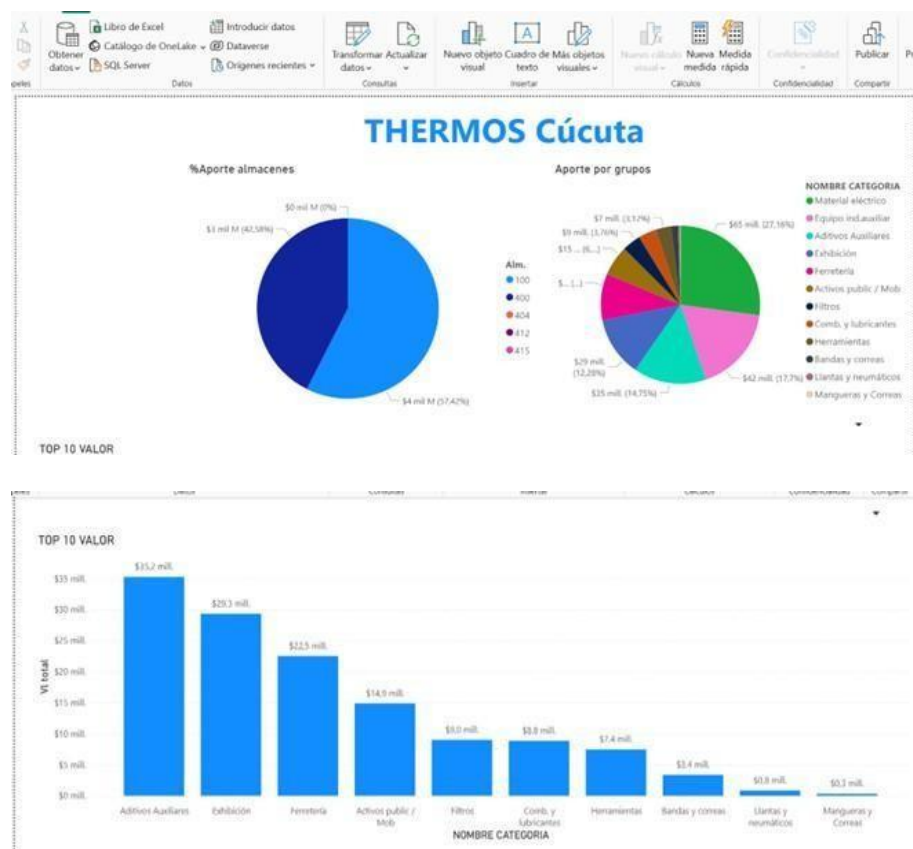 Libro de Excel
Catálogo de OneLake
SQL Server
Obtener datos
Introducir datos
Dataverse
Orígenes recientes
Datos
Transformar datos
Actualizar
Consultas
Nuevo objeto visual
Cuadro de texto
Más objetos visuales
Insertar
Nuevo cálculo visual
Nueva medida
Medida rápida
Cálculos
Confidencialidad
Confidencialidad
Publicar
Compartir
THERMOS Cúcuta
%Aporte almacenes
$0 mil M (0%)
$3 mil M (42,58%)
$4 mil M (57,42%)
Alm.
100
400
404
412
415
Aporte por grupos
$7 mill. (3,12%)
$9 mill. (3,76%)
$15 ... (6,...)
$... (...)
$29 mill. (12,28%)
$35 mill. (14,75%)
$42 mill. (17,7%)
$65 mill. (27,16%)
NOMBRE CATEGORIA
Material eléctrico
Equipo ind.auxiliar
Aditivos Auxiliares
Exhibición
Ferretería
Activos public / Mob
Filtros
Comb. y lubricantes
Herramientas
Bandas y correas
Llantas y neumáticos
Mangueras y Correas
TOP 10 VALOR
TOP 10 VALOR
Vl total
$35 mill.
$30 mill.
$25 mill.
$20 mill.
$15 mill.
$10 mill.
$5 mill.
$0 mill.
$35,2 mill.
$29,3 mill.
$22,5 mill.
$14,9 mill.
$9,0 mill.
$8,8 mill.
$7,4 mill.
$3,4 mill.
$0,8 mill.
$0,3 mill.
Aditivos Auxiliares
Exhibición
Ferretería
Activos public / Mob
Filtros
Comb. y lubricantes
Herramientas
Bandas y correas
Llantas y neumáticos
Mangueras y Correas
NOMBRE CATEGORIA